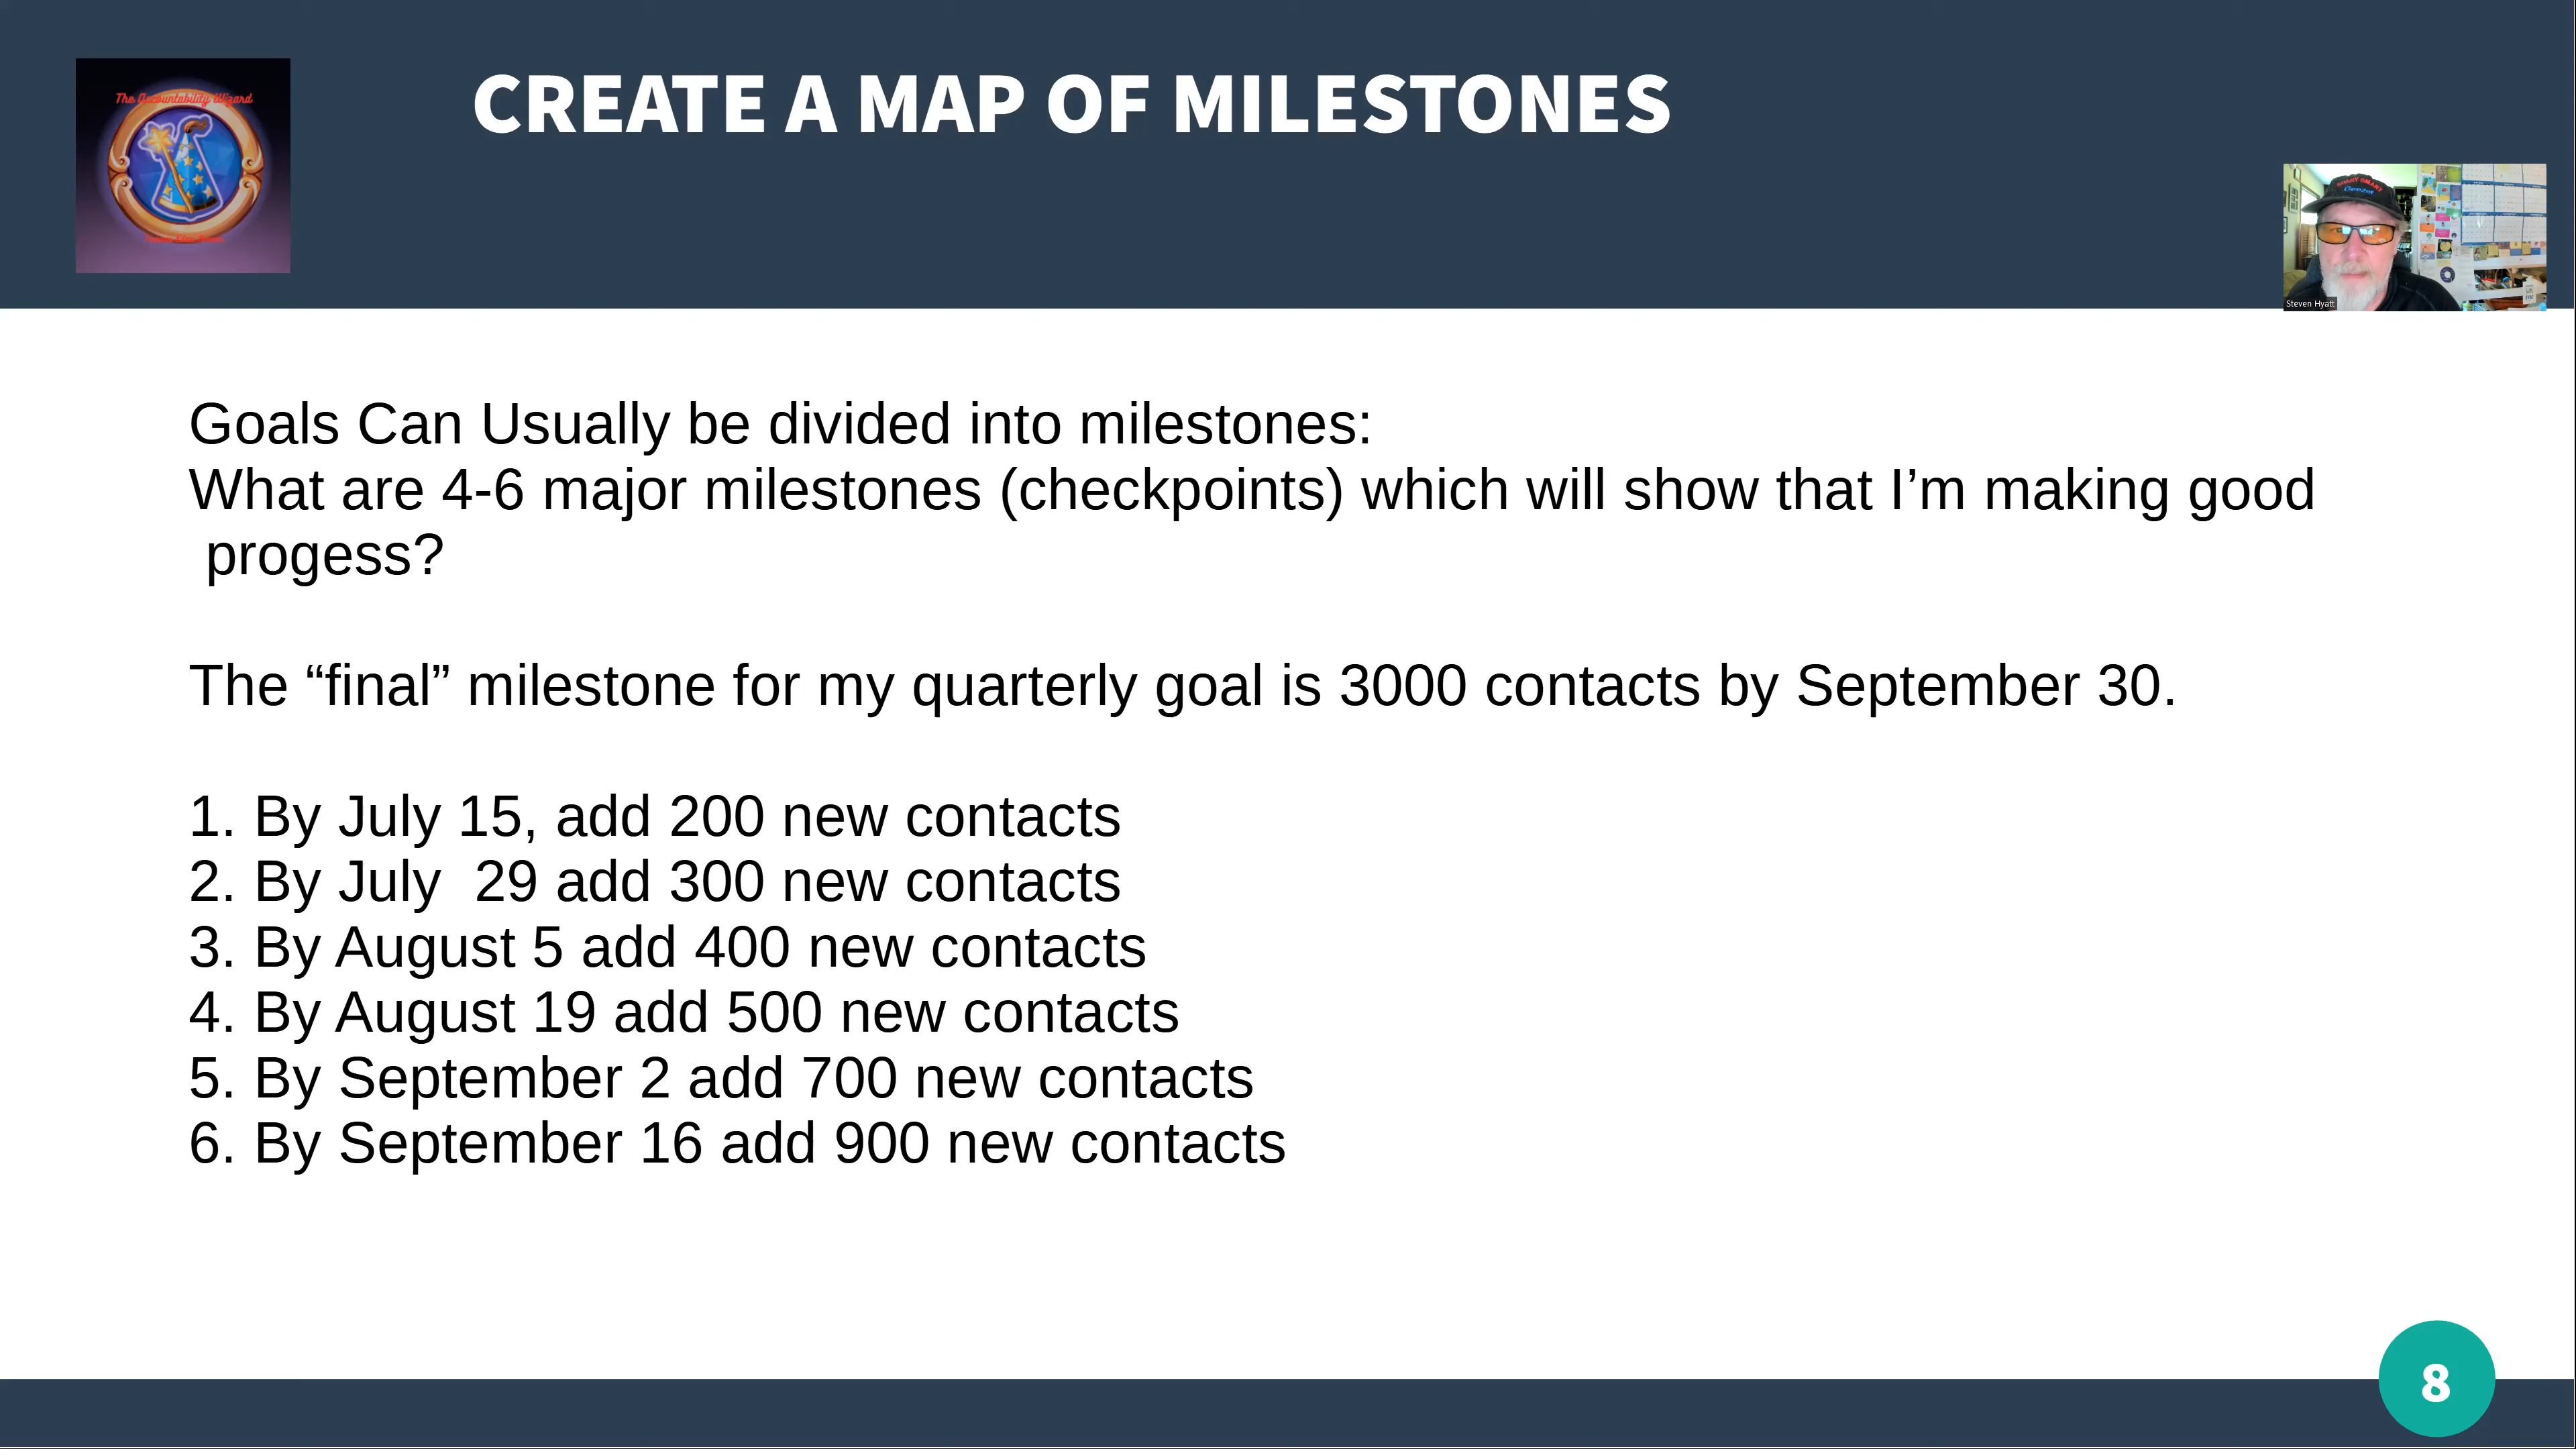 The Accountability Wizard
CREATE A MAP OF MILESTONES
Steven Hyatt
Goals Can Usually be divided into milestones:
What are 4-6 major milestones (checkpoints) which will show that I’m making good
progess?
The “final” milestone for my quarterly goal is 3000 contacts by September 30.
1. By July 15, add 200 new contacts
2. By July  29 add 300 new contacts
3. By August 5 add 400 new contacts
4. By August 19 add 500 new contacts
5. By September 2 add 700 new contacts
6. By September 16 add 900 new contacts
8